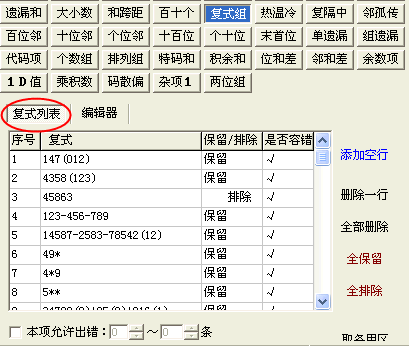 遗漏和 大小数 和跨距 百十个 复式组 热温冷 复隔中 邻孤传
百位邻 十位邻 个位邻 十百位 个十位 末首位 单遗漏 组遗漏
代码项 个数组 排列组 特码和 积余和 位和差 邻和差 余数项
1D值 乘积数 码散偏 杂项1 两位组
复式列表 编辑器
序号 复式 保留/排除 是否容错
1 147(012) 保留 √
2 4358(123) 保留 √
3 45863 排除 √
4 123-456-789 保留 √
5 14587-2583-78542(12) 保留 √
6 49* 保留 √
7 4*9 保留 √
8 5** 保留 √
添加空行
删除一行
全部删除
全保留
全排除
本项允许出错: 0 ～ 0 条